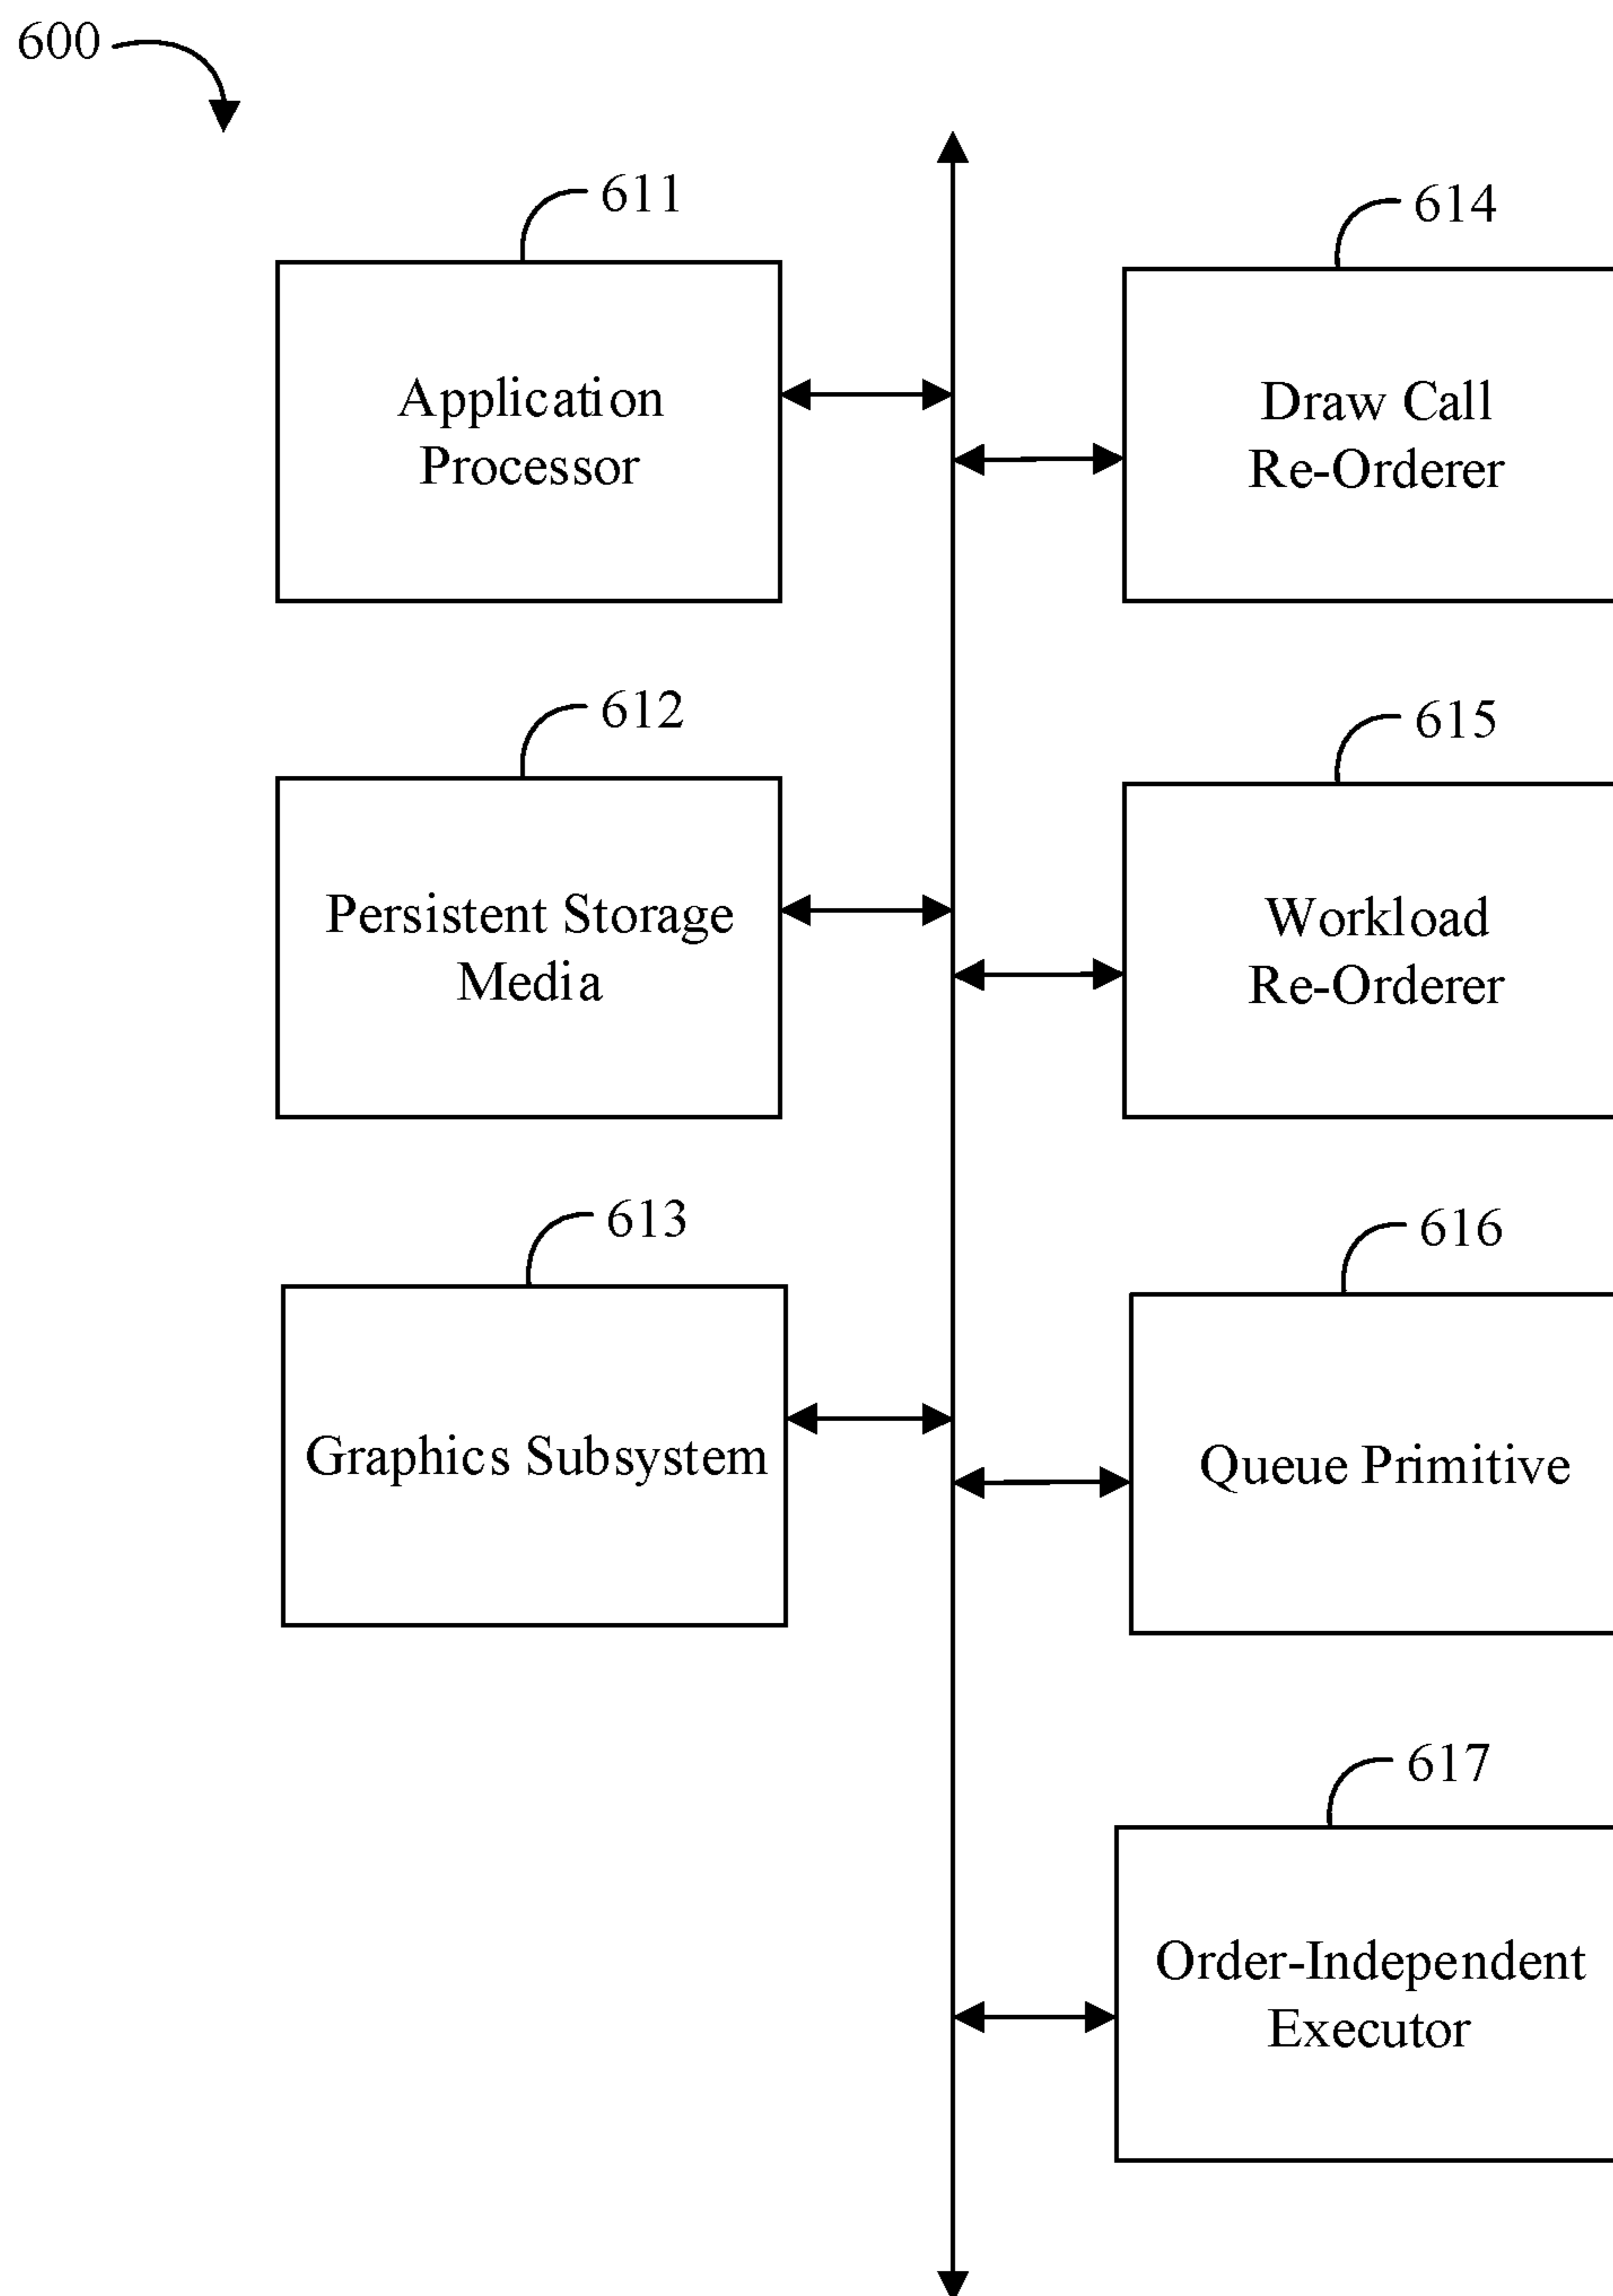 600
611
Application
Processor
614
Draw Call
Re-Orderer
612
Persistent Storage
Media
615
Workload
Re-Orderer
613
Graphics Subsystem
616
Queue Primitive
617
Order-Independent
Executor